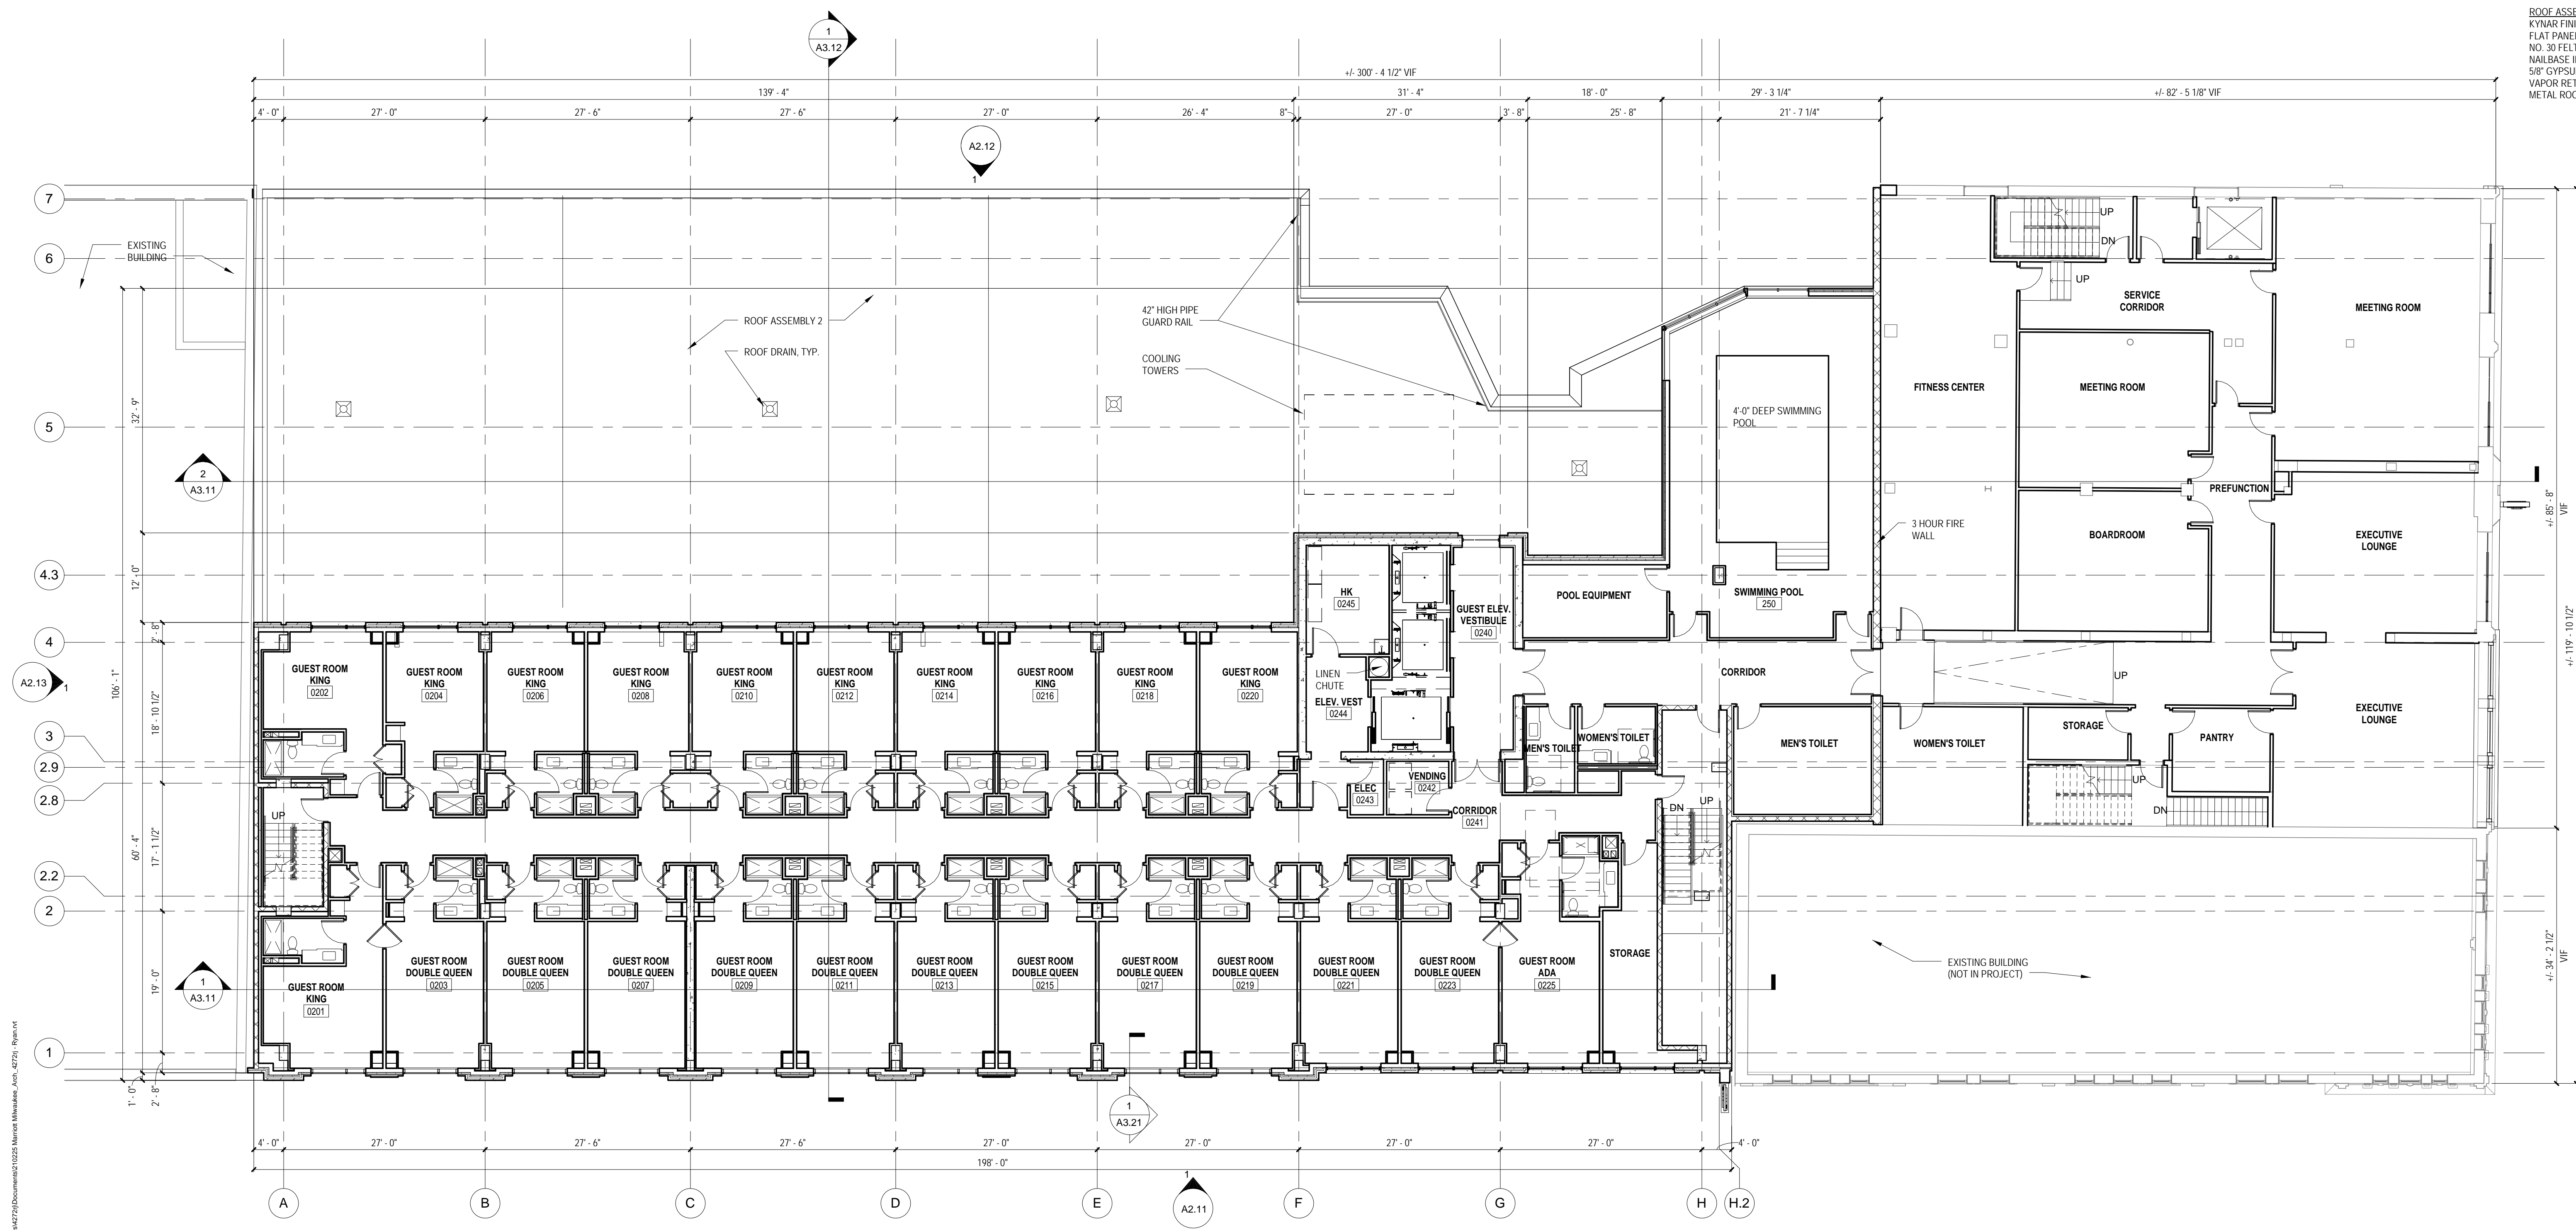 ROOF ASSE
KYNAR FINI
FLAT PANEL
NO. 30 FELT
NAILBASE I
5/8" GYPSU
VAPOR RET
METAL ROO
1
A3.12
+/- 300' - 4 1/2" VIF
139' - 4"
31' - 4"
18' - 0"
29' - 3 1/4"
+/- 82' - 5 1/8" VIF
4' - 0"
27' - 0"
27' - 6"
27' - 6"
27' - 0"
26' - 4"
8"
27' - 0"
3' - 8"
25' - 8"
21' - 7 1/4"
A2.12
1
7
6
5
4.3
4
3
2.9
2.8
2.2
2
1
EXISTING
BUILDING
ROOF ASSEMBLY 2
ROOF DRAIN, TYP.
42" HIGH PIPE
GUARD RAIL
COOLING
TOWERS
4'-0" DEEP SWIMMING
POOL
3 HOUR FIRE
WALL
UP
DN
UP
SERVICE
CORRIDOR
MEETING ROOM
FITNESS CENTER
MEETING ROOM
PREFUNCTION
BOARDROOM
EXECUTIVE
LOUNGE
32' - 9"
12' - 0"
2' - 8"
18' - 10 1/2"
17' - 1 1/2"
19' - 0"
106' - 1"
60' - 4"
1' - 0"
2' - 8"
2
A3.11
A2.13
1
1
A3.11
HK
0245
GUEST ELEV.
VESTIBULE
0240
POOL EQUIPMENT
SWIMMING POOL
250
LINEN
CHUTE
ELEV. VEST
0244
CORRIDOR
UP
EXECUTIVE
LOUNGE
GUEST ROOM
KING
0202
GUEST ROOM
KING
0204
GUEST ROOM
KING
0206
GUEST ROOM
KING
0208
GUEST ROOM
KING
0210
GUEST ROOM
KING
0212
GUEST ROOM
KING
0214
GUEST ROOM
KING
0216
GUEST ROOM
KING
0218
GUEST ROOM
KING
0220
MEN'S TOILET
WOMEN'S TOILET
MEN'S TOILET
WOMEN'S TOILET
STORAGE
PANTRY
VENDING
0242
ELEC
0243
CORRIDOR
0241
DN
UP
UP
DN
UP
GUEST ROOM
KING
0201
GUEST ROOM
DOUBLE QUEEN
0203
GUEST ROOM
DOUBLE QUEEN
0205
GUEST ROOM
DOUBLE QUEEN
0207
GUEST ROOM
DOUBLE QUEEN
0209
GUEST ROOM
DOUBLE QUEEN
0211
GUEST ROOM
DOUBLE QUEEN
0213
GUEST ROOM
DOUBLE QUEEN
0215
GUEST ROOM
DOUBLE QUEEN
0217
GUEST ROOM
DOUBLE QUEEN
0219
GUEST ROOM
DOUBLE QUEEN
0221
GUEST ROOM
DOUBLE QUEEN
0223
GUEST ROOM
ADA
0225
STORAGE
EXISTING BUILDING
(NOT IN PROJECT)
+/- 85' - 8"
VIF
+/- 119' - 10 1/2"
+/- 34' - 2 1/2"
VIF
1
A3.21
4' - 0"
27' - 0"
27' - 6"
27' - 6"
27' - 0"
27' - 0"
27' - 0"
27' - 0"
4' - 0"
198' - 0"
1
A2.11
A
B
C
D
E
F
G
H
H.2
s\4272rj\Documents\210225 Marriott Milwaukee_Arch_4272rj - Ryan.rvt